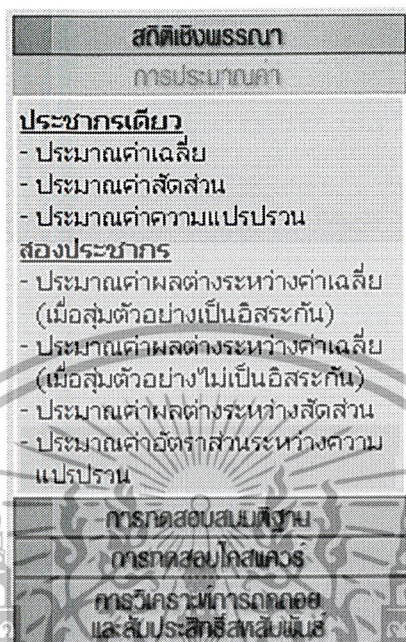 สถิติเชิงพรรณา
การประมาณค่า
ประชากรเดียว
- ประมาณค่าเฉลี่ย
- ประมาณค่าสัดส่วน
- ประมาณค่าความแปรปรวน
สองประชากร
- ประมาณค่าผลต่างระหว่างค่าเฉลี่ย
(เมื่อสุ่มตัวอย่างเป็นอิสระกัน)
- ประมาณค่าผลต่างระหว่างค่าเฉลี่ย
(เมื่อสุ่มตัวอย่างไม่เป็นอิสระกัน)
- ประมาณค่าผลต่างระหว่างสัดส่วน
- ประมาณค่าอัตราส่วนระหว่างความ
แปรปรวน
การทดสอบสมมติฐาน
การทดสอบไคสแควร์
การวิเคราะห์การถดถอย
และสัมประสิทธิ์สหสัมพันธ์